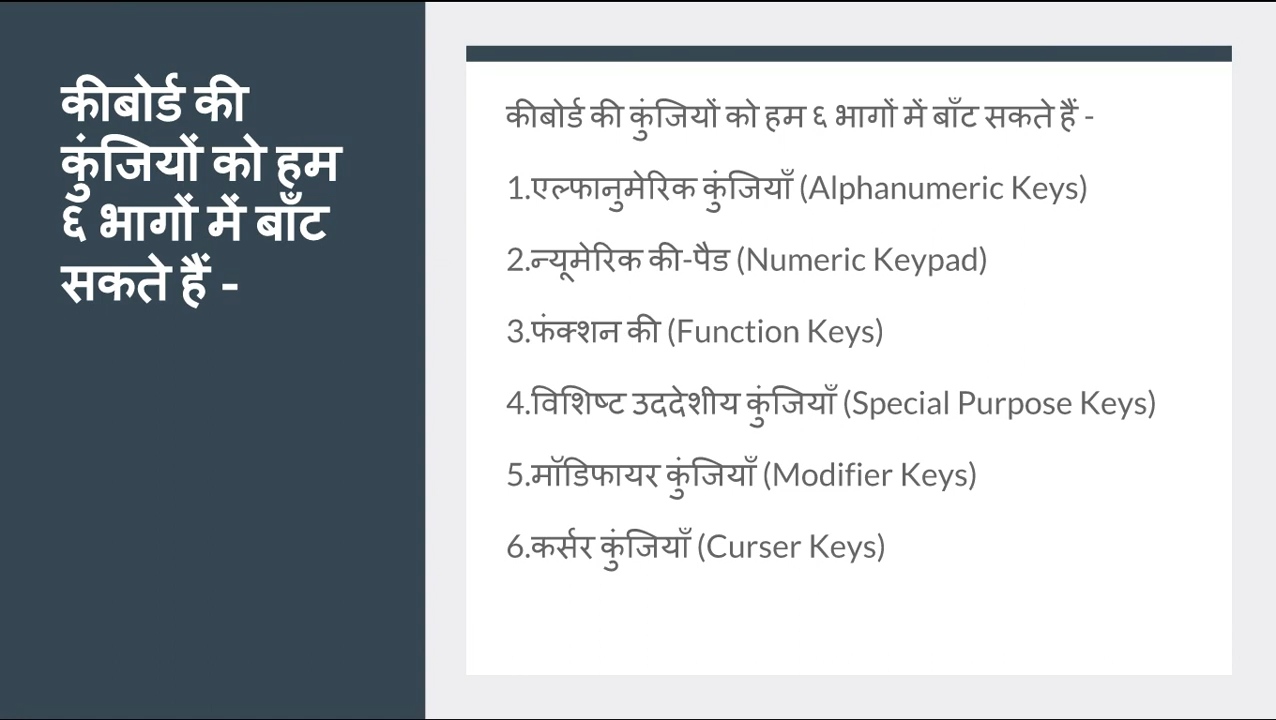 कीबोर्ड की
कुंजियों को हम
६ भागों में बाँट
सकते हैं -
कीबोर्ड की कुंजियों को हम ६ भागों में बाँट सकते हैं -
1.एल्फानुमेरिक कुंजियाँ (Alphanumeric Keys)
2.न्यूमेरिक की-पैड (Numeric Keypad)
3.फंक्शन की (Function Keys)
4.विशिष्ट उददेशीय कुंजियाँ (Special Purpose Keys)
5.मॉडिफायर कुंजियाँ (Modifier Keys)
6.कर्सर कुंजियाँ (Curser Keys)